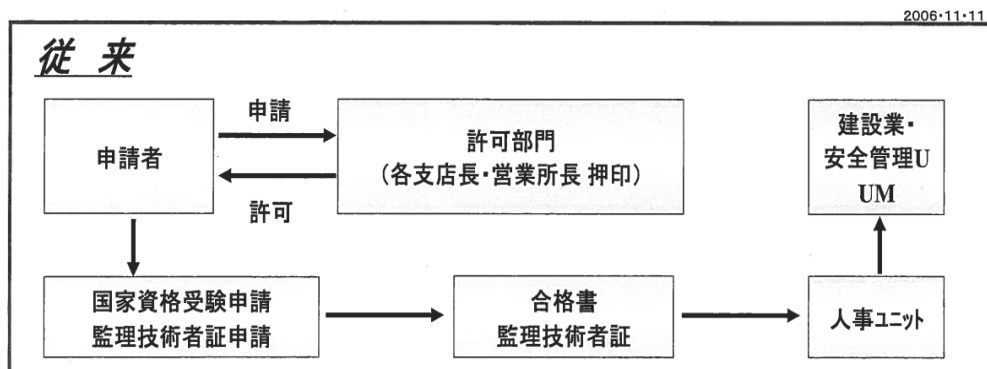 2006・11・11
従 来
申請者
申請
許可
許可部門
(各支店長・営業所長 押印)
建設業・
安全管理U
UM
国家資格受験申請
監理技術者証申請
合格書
監理技術者証
人事ユニット